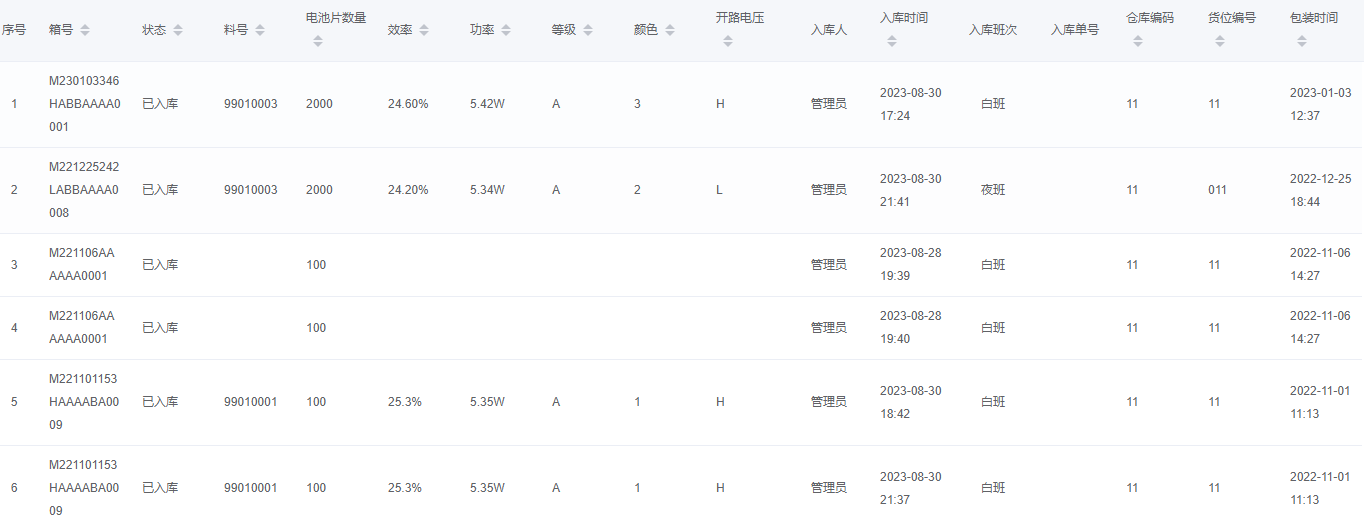 序号 箱号 状态 料号 电池片数量 效率 功率 等级 颜色 开路电压 入库人 入库时间 入库班次 入库单号 仓库编码 货位编号 包装时间
1 M230103346HABBAAAA0001 已入库 99010003 2000 24.60% 5.42W A 3 H 管理员 2023-08-30 17:24 白班 11 11 2023-01-03 12:37
2 M221225242LABBAAAA0008 已入库 99010003 2000 24.20% 5.34W A 2 L 管理员 2023-08-30 21:41 夜班 11 011 2022-12-25 18:44
3 M221106AAAAAA0001 已入库 100 管理员 2023-08-28 19:39 白班 11 11 2022-11-06 14:27
4 M221106AAAAAA0001 已入库 100 管理员 2023-08-28 19:40 白班 11 11 2022-11-06 14:27
5 M221101153HAAAABA0009 已入库 99010001 100 25.3% 5.35W A 1 H 管理员 2023-08-30 18:42 白班 11 11 2022-11-01 11:13
6 M221101153HAAAABA0009 已入库 99010001 100 25.3% 5.35W A 1 H 管理员 2023-08-30 21:37 白班 11 11 2022-11-01 11:13